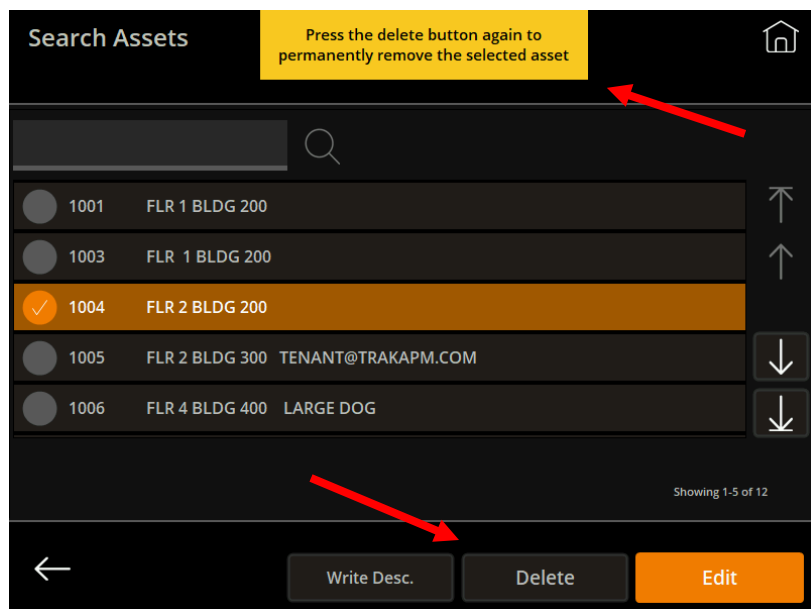 Search Assets
Press the delete button again to
permanently remove the selected asset
1001 FLR 1 BLDG 200
1003 FLR 1 BLDG 200
1004 FLR 2 BLDG 200
1005 FLR 2 BLDG 300 TENANT@TRAKAPM.COM
1006 FLR 4 BLDG 400 LARGE DOG
Showing 1-5 of 12
Write Desc. Delete Edit